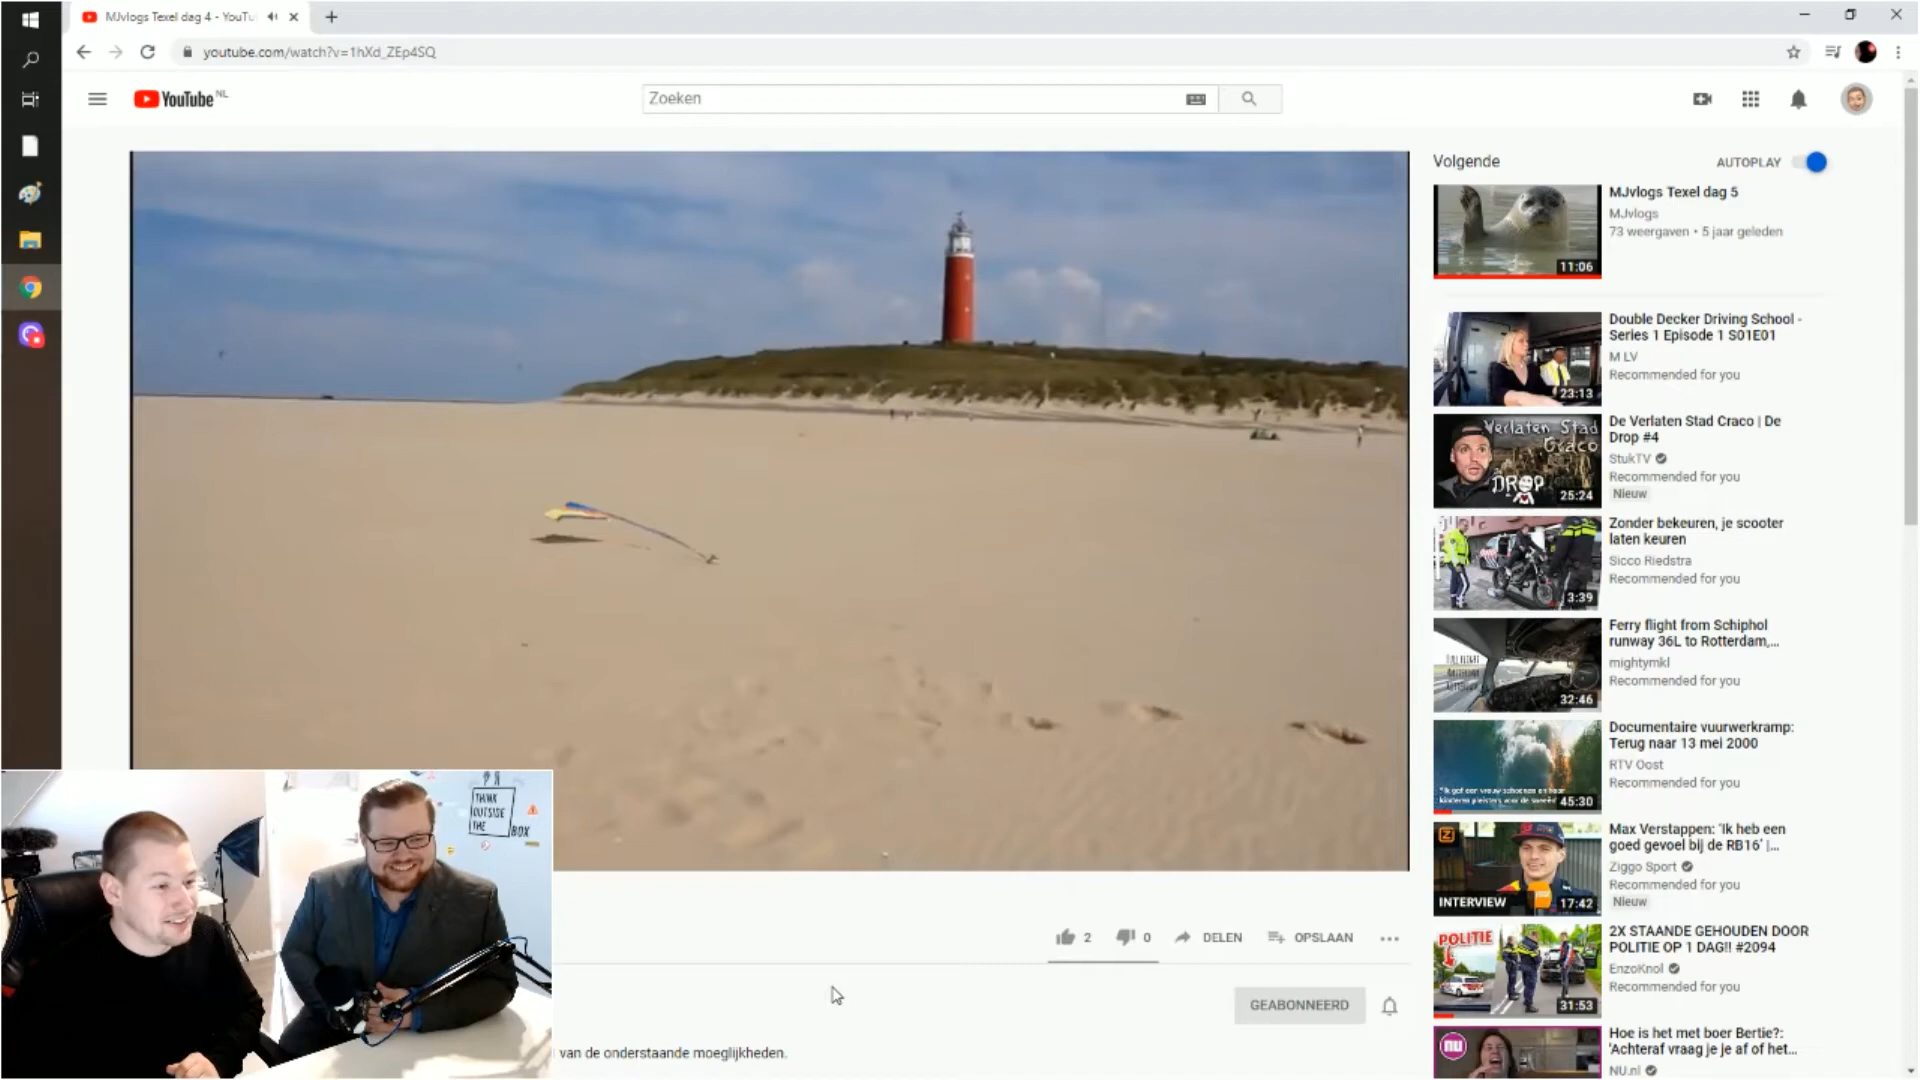 MJvlogs Texel dag 4 - YouTu
youtube.com/watch?v=1hXd_ZEp4SQ
YouTube NL
Zoeken
Volgende
AUTOPLAY
MJvlogs Texel dag 5
MJvlogs
73 weergaven • 5 jaar geleden
11:06
Double Decker Driving School -
Series 1 Episode 1 S01E01
M LV
Recommended for you
23:13
De Verlaten Stad Craco | De
Drop #4
StukTV
Recommended for you
Nieuw
Verlaten Stad
Craco
DROP
25:24
Zonder bekeuren, je scooter
laten keuren
Sicco Riedstra
Recommended for you
3:39
Ferry flight from Schiphol
runway 36L to Rotterdam,...
mightymkl
Recommended for you
32:46
Documentaire vuurwerkramp:
Terug naar 13 mei 2000
RTV Oost
Recommended for you
45:30
Max Verstappen: 'Ik heb een
goed gevoel bij de RB16' |...
Ziggo Sport
Recommended for you
Nieuw
INTERVIEW
17:42
2X STAANDE GEHOUDEN DOOR
POLITIE OP 1 DAG!! #2094
EnzoKnol
Recommended for you
POLITIE
31:53
Hoe is het met boer Bertie?:
'Achteraf vraag je je af of het...
NU.nl
nu
THINK
OUTSIDE
THE
BOX
2
0
DELEN
OPSLAAN
GEABONNEERD
van de onderstaande moeglijkheden.